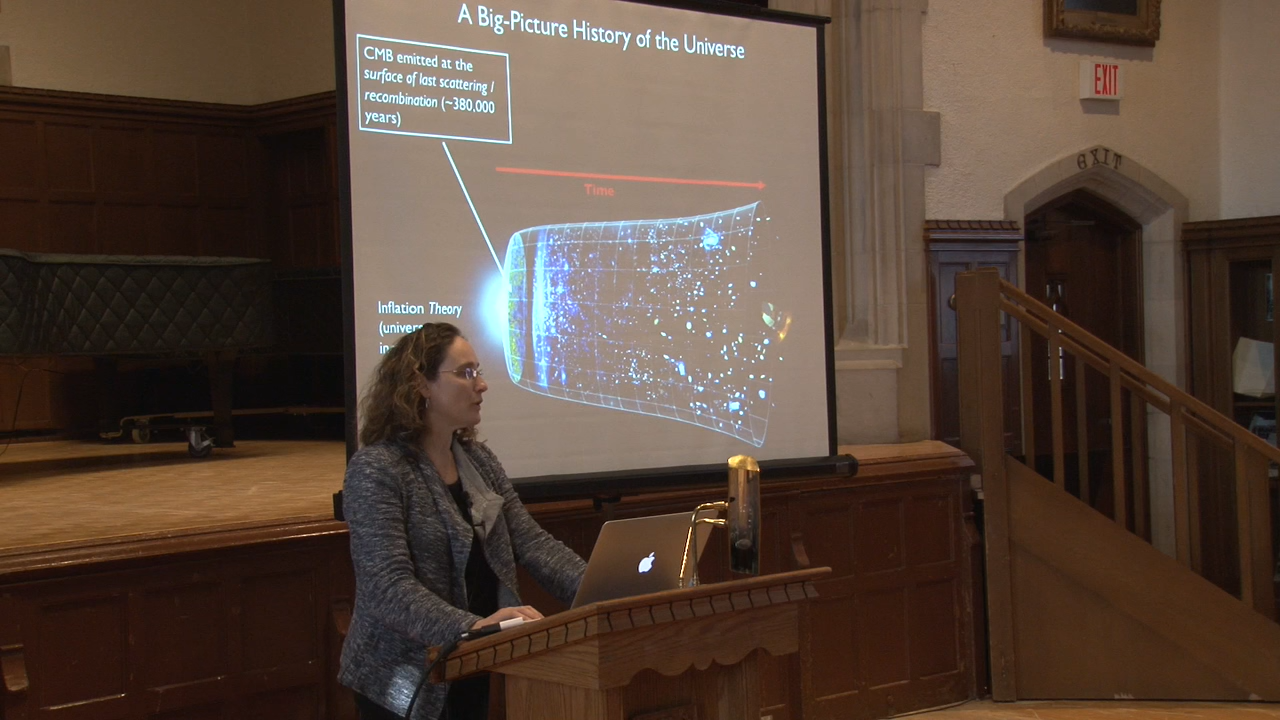 A Big-Picture History of the Universe
CMB emitted at the
surface of last scattering /
recombination (~380,000
years)
Time
Inflation Theory
EXIT
EXIT